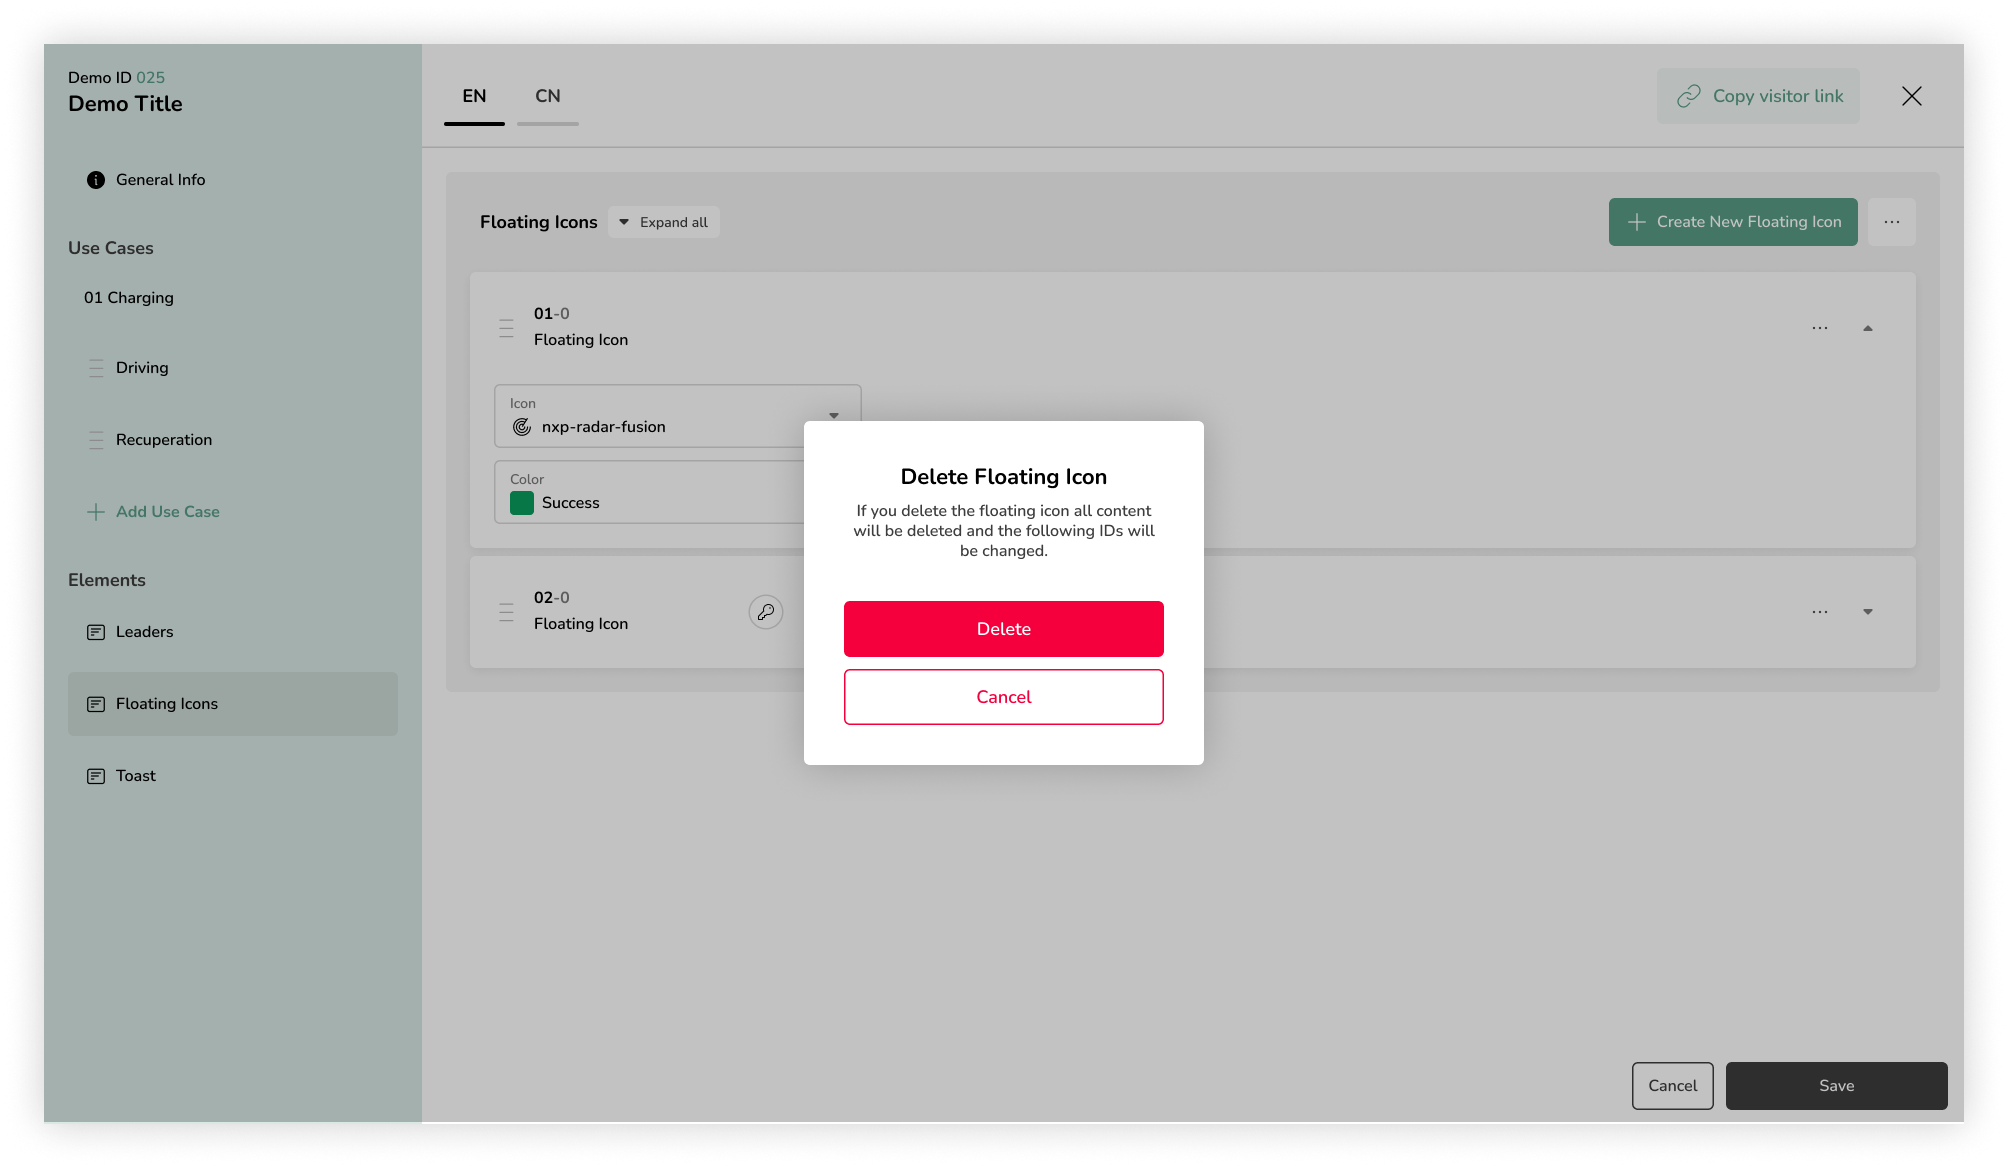 Demo ID 025
Demo Title
General Info
Use Cases
01 Charging
Driving
Recuperation
Add Use Case
Elements
Leaders
Floating Icons
Toast
EN
CN
Copy visitor link
Floating Icons
Expand all
Create New Floating Icon
01-0
Floating Icon
Icon
nxp-radar-fusion
Color
Success
02-0
Floating Icon
Delete Floating Icon
If you delete the floating icon all content
will be deleted and the following IDs will
be changed.
Delete
Cancel
Cancel
Save